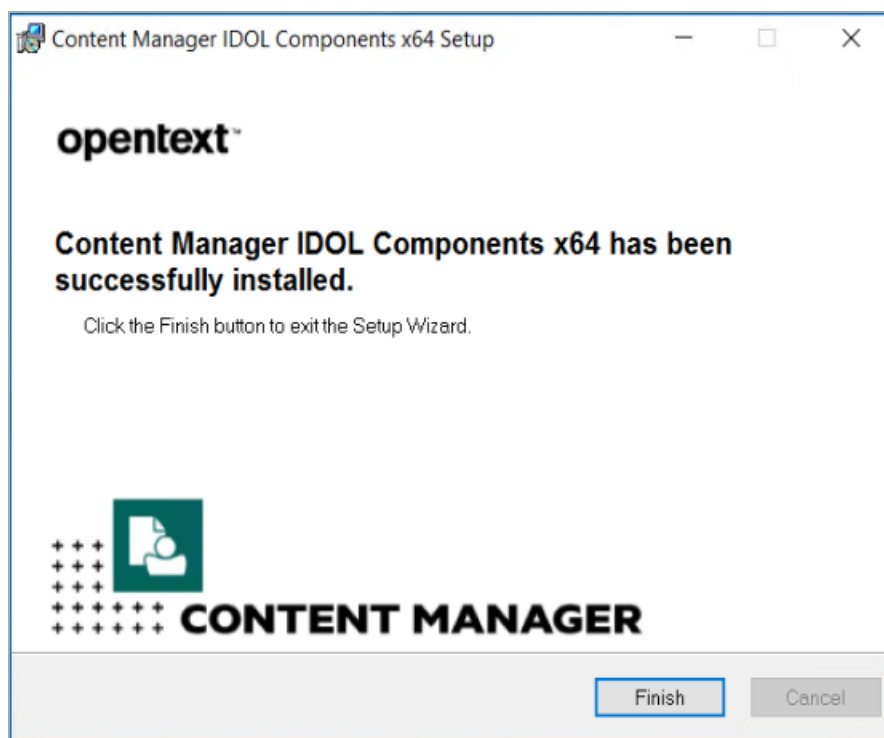 Content Manager IDOL Components x64 Setup
opentext™
Content Manager IDOL Components x64 has been
successfully installed.
Click the Finish button to exit the Setup Wizard.
CONTENT MANAGER
Finish
Cancel